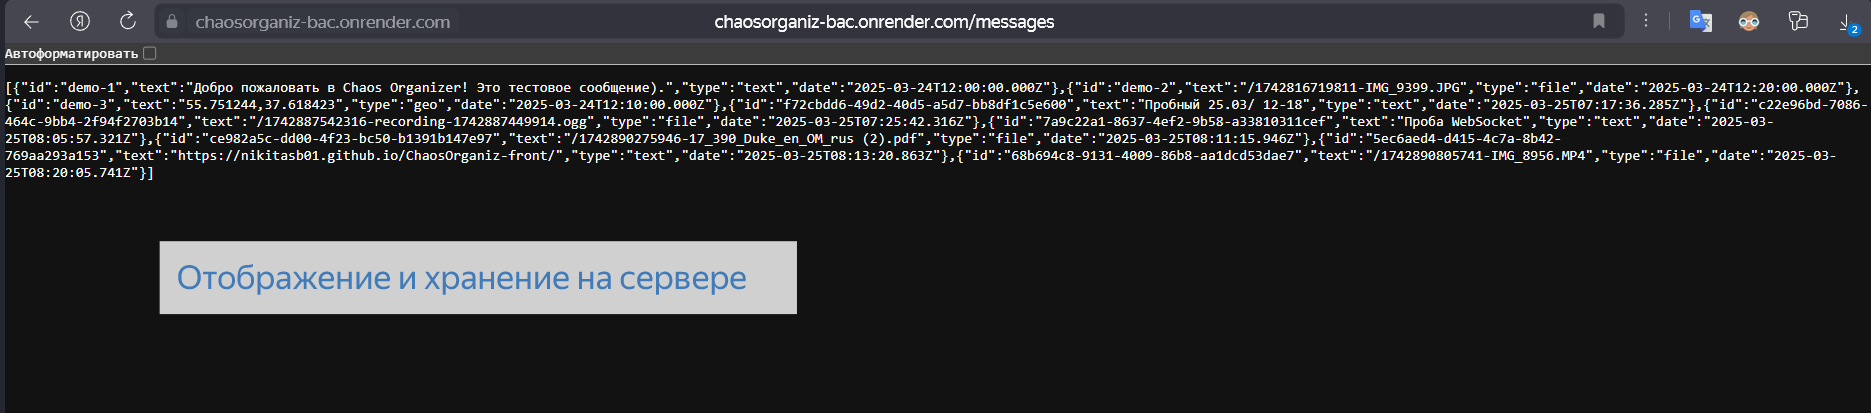 chaosorganiz-bac.onrender.com
chaosorganiz-bac.onrender.com/messages
2
Автоформатировать
[{"id":"demo-1","text":"Добро пожаловать в Chaos Organizer! Это тестовое сообщение).","type":"text","date":"2025-03-24T12:00:00.000Z"},{"id":"demo-2","text":"/1742816719811-IMG_9399.JPG","type":"file","date":"2025-03-24T12:20:00.000Z"},
{"id":"demo-3","text":"55.751244,37.618423","type":"geo","date":"2025-03-24T12:10:00.000Z"},{"id":"f72cbdd6-49d2-40d5-a5d7-bb8df1c5e600","text":"Пробный 25.03/ 12-18","type":"text","date":"2025-03-25T07:17:36.285Z"},{"id":"c22e96bd-7086-
464c-9bb4-2f94f2703b14","text":"/1742887542316-recording-1742887449914.ogg","type":"file","date":"2025-03-25T07:25:42.316Z"},{"id":"7a9c22a1-8637-4ef2-9b58-a33810311cef","text":"Проба WebSocket","type":"text","date":"2025-03-
25T08:05:57.321Z"},{"id":"ce982a5c-dd00-4f23-bc50-b1391b147e97","text":"/1742890275946-17_390_Duke_en_OM_rus (2).pdf","type":"file","date":"2025-03-25T08:11:15.946Z"},{"id":"5ec6aed4-d415-4c7a-8b42-
769aa293a153","text":"https://nikitasb01.github.io/ChaosOrganiz-front/","type":"text","date":"2025-03-25T08:13:20.863Z"},{"id":"68b694c8-9131-4009-86b8-aa1dcd53dae7","text":"/1742890805741-IMG_8956.MP4","type":"file","date":"2025-03-
25T08:20:05.741Z"}]
Отображение и хранение на сервере